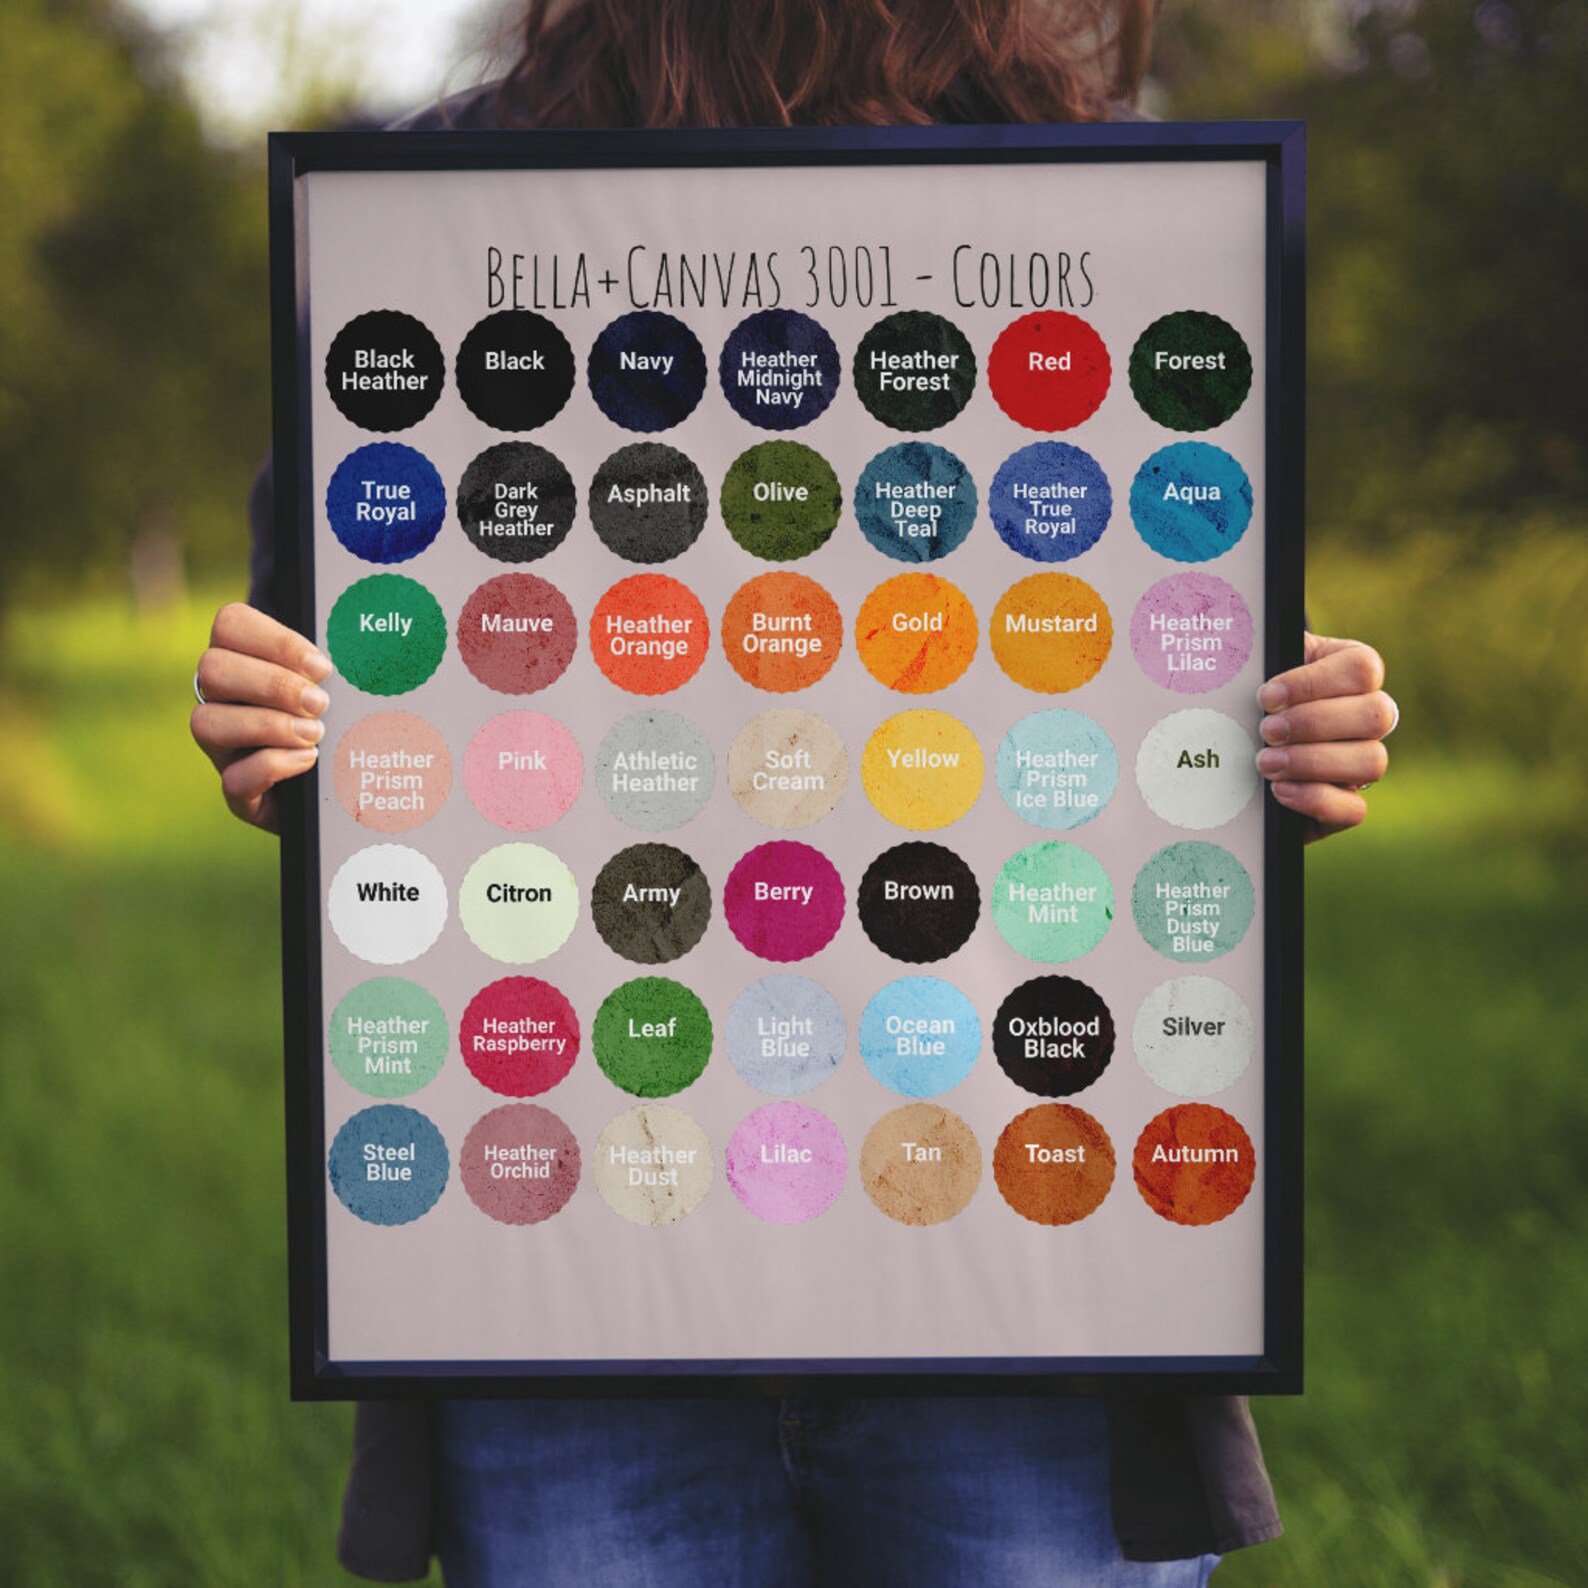 BELLA+CANVAS 3001 - COLORS
Black
Heather
Black
Navy
Heather
Midnight
Navy
Heather
Forest
Red
Forest
True
Royal
Dark
Grey
Heather
Asphalt
Olive
Heather
Deep
Teal
Heather
True
Royal
Aqua
Kelly
Mauve
Heather
Orange
Burnt
Orange
Gold
Mustard
Heather
Prism
Lilac
Heather
Prism
Peach
Pink
Athletic
Heather
Soft
Cream
Yellow
Heather
Prism
Ice Blue
Ash
White
Citron
Army
Berry
Brown
Heather
Mint
Heather
Prism
Dusty
Blue
Heather
Prism
Mint
Heather
Raspberry
Leaf
Light
Blue
Ocean
Blue
Oxblood
Black
Silver
Steel
Blue
Heather
Orchid
Heather
Dust
Lilac
Tan
Toast
Autumn